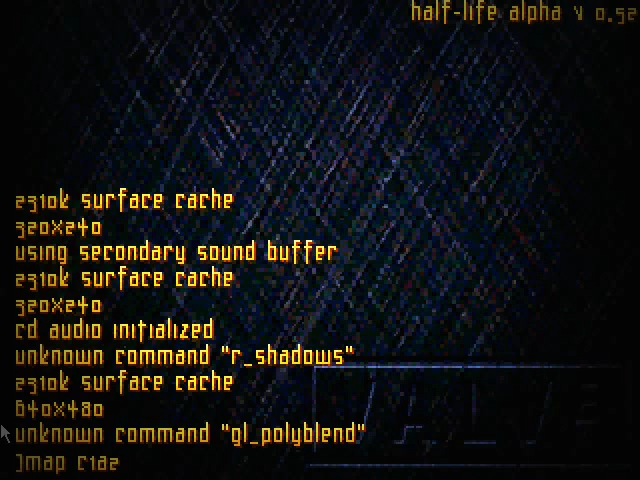 half-life alpha v 0.52
2310k surface cache
320x240
using secondary sound buffer
2310k surface cache
320x240
cd audio initialized
unknown command "r_shadows"
2310k surface cache
640x480
unknown command "gl_polyblend"
]map c1a2
VALVE